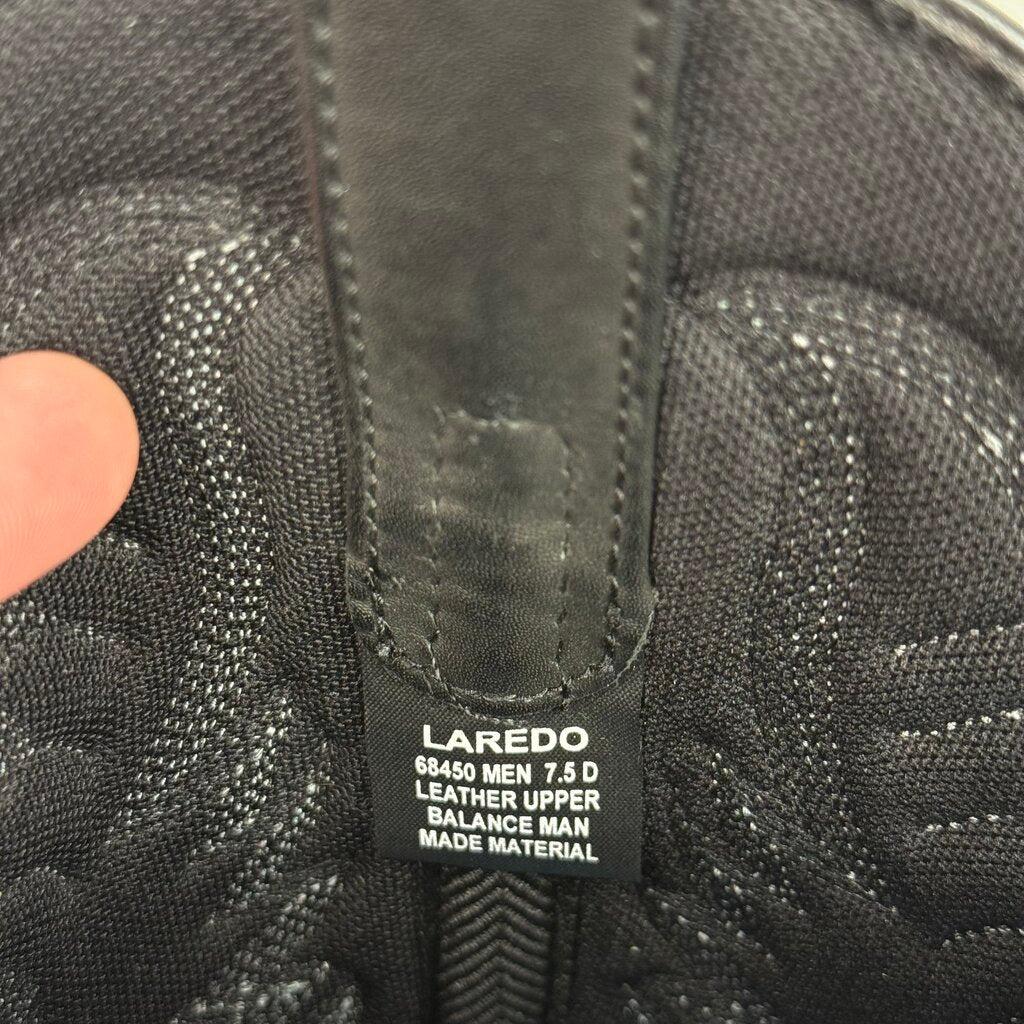 LAREDO
68450 MEN 7.5 D
LEATHER UPPER
BALANCE MAN
MADE MATERIAL